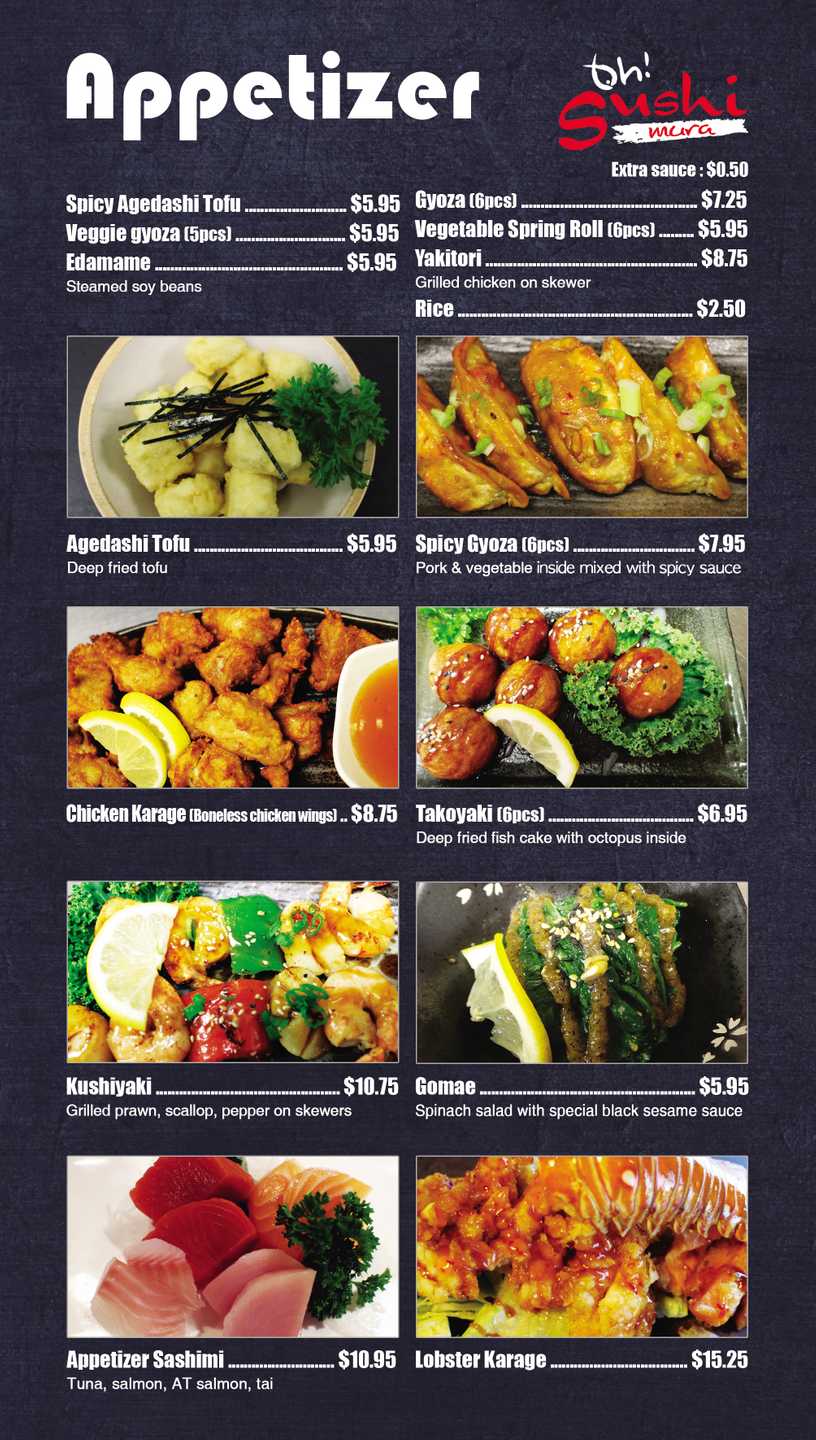 Appetizer
Oh!
Sushi
mura
Extra sauce : $0.50
Spicy Agedashi Tofu ........................... $5.95
Veggie gyoza (5pcs) ............................. $5.95
Edamame ................................................ $5.95
Steamed soy beans
Gyoza (6pcs) ............................................. $7.25
Vegetable Spring Roll (6pcs) ......... $5.95
Yakitori ...................................................... $8.75
Grilled chicken on skewer
Rice ............................................................ $2.50
Agedashi Tofu ...................................... $5.95
Deep fried tofu
Spicy Gyoza (6pcs) ............................... $7.95
Pork & vegetable inside mixed with spicy sauce
Chicken Karage (Boneless chicken wings) .. $8.75
Takoyaki (6pcs) ..................................... $6.95
Deep fried fish cake with octopus inside
Kushiyaki ............................................... $10.75
Grilled prawn, scallop, pepper on skewers
Gomae ....................................................... $5.95
Spinach salad with special black sesame sauce
Appetizer Sashimi ........................... $10.95
Tuna, salmon, AT salmon, tai
Lobster Karage ................................... $15.25